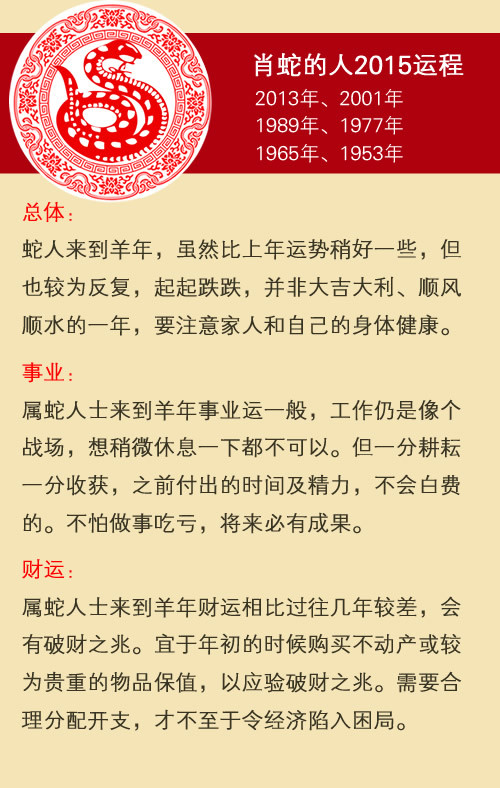 肖蛇的人2015运程
2013年、2001年
1989年、1977年
1965年、1953年
总体：
蛇人来到羊年，虽然比上年运势稍好一些，但
也较为反复，起起跌跌，并非大吉大利、顺风
顺水的一年，要注意家人和自己的身体健康。
事业：
属蛇人士来到羊年事业运一般，工作仍是像个
战场，想稍微休息一下都不可以。但一分耕耘
一分收获，之前付出的时间及精力，不会白费
的。不怕做事吃亏，将来必有成果。
财运：
属蛇人士来到羊年财运相比过往几年较差，会
有破财之兆。宜于年初的时候购买不动产或较
为贵重的物品保值，以应验破财之兆。需要合
理分配开支，才不至于令经济陷入困局。